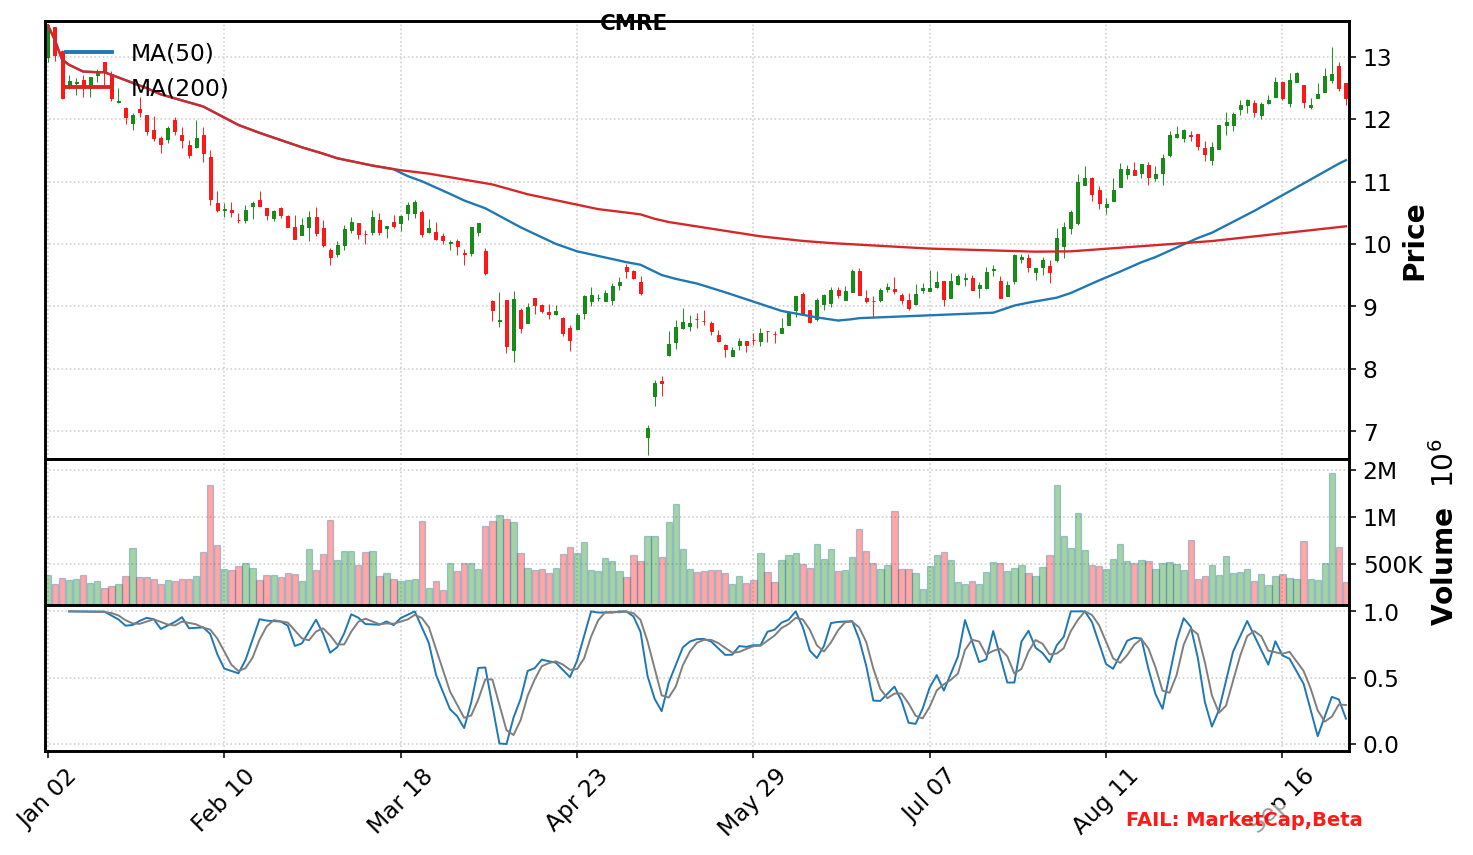 CMRE
MA(50)
MA(200)
13
12
11
10
9
8
7
Price
2M
1M
500K
Volume 10^6
1.0
0.5
0.0
Jan 02
Feb 10
Mar 18
Apr 23
May 29
Jul 07
Aug 11
Sep 16
FAIL: MarketCap,Beta